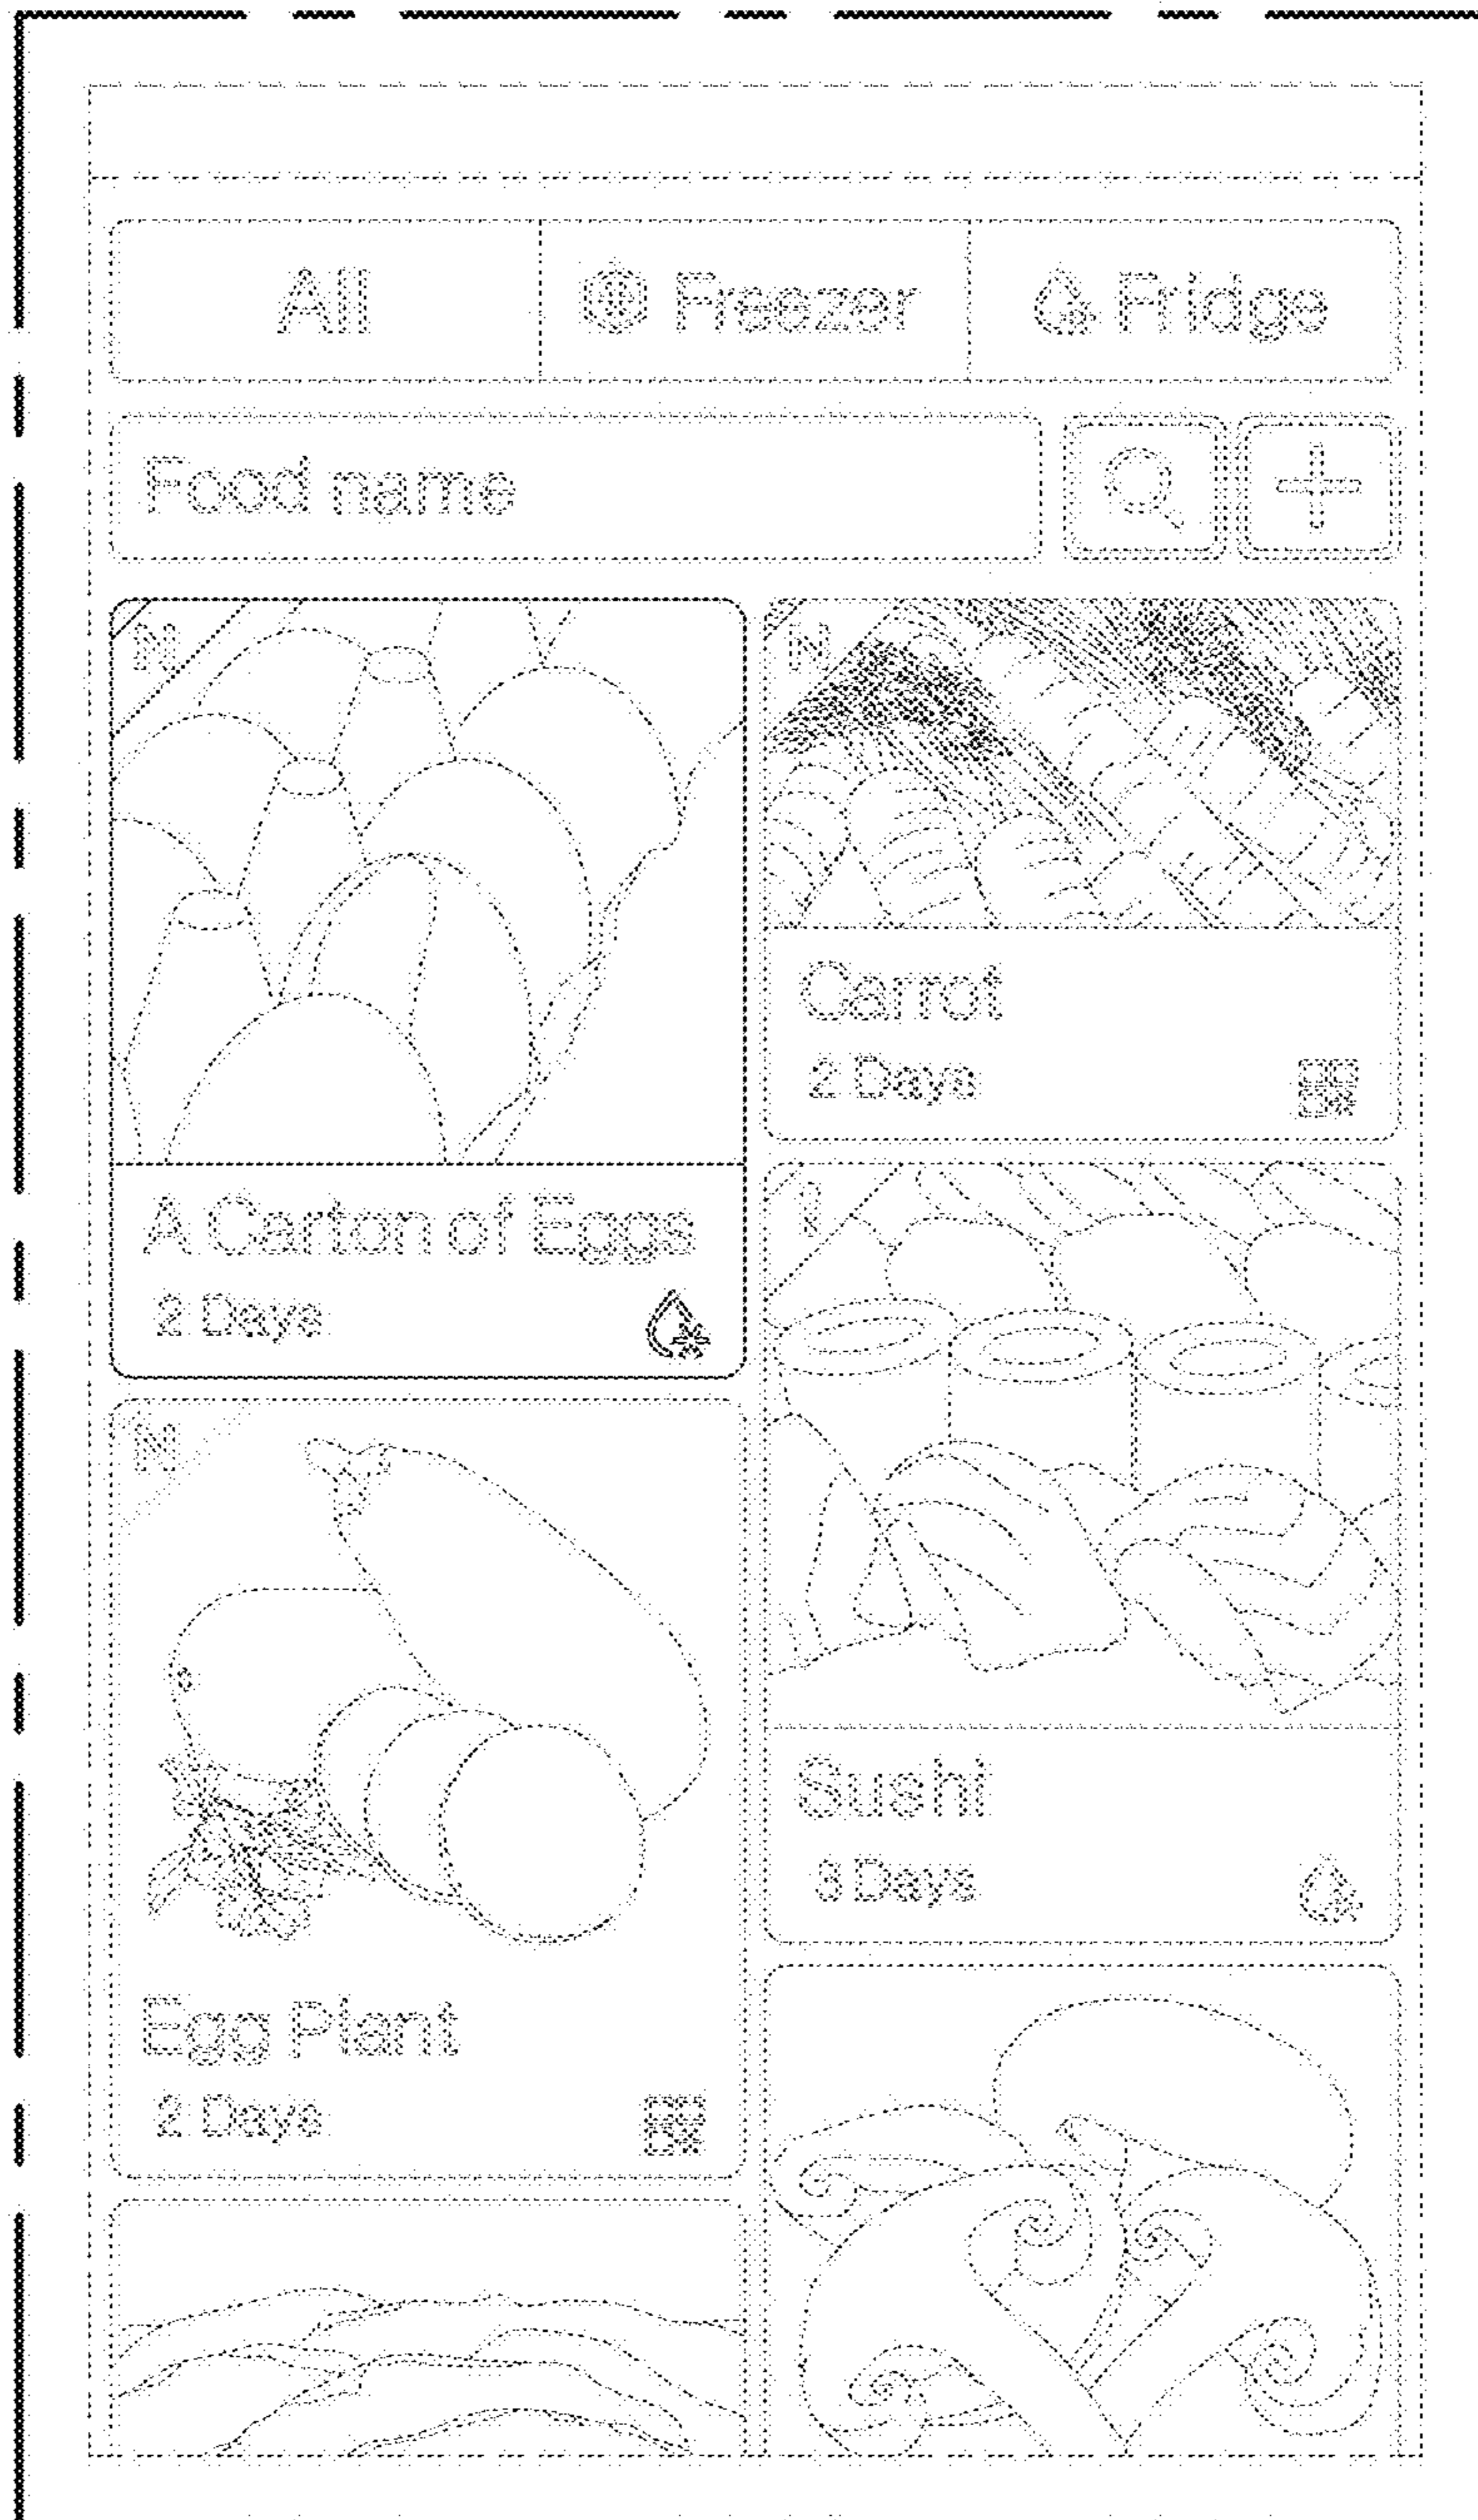 All Freezer Fridge
Food name
N
A Carton of Eggs
2 Days
N
Carrot
2 Days
N
Egg Plant
2 Days
N
Sushi
3 Days